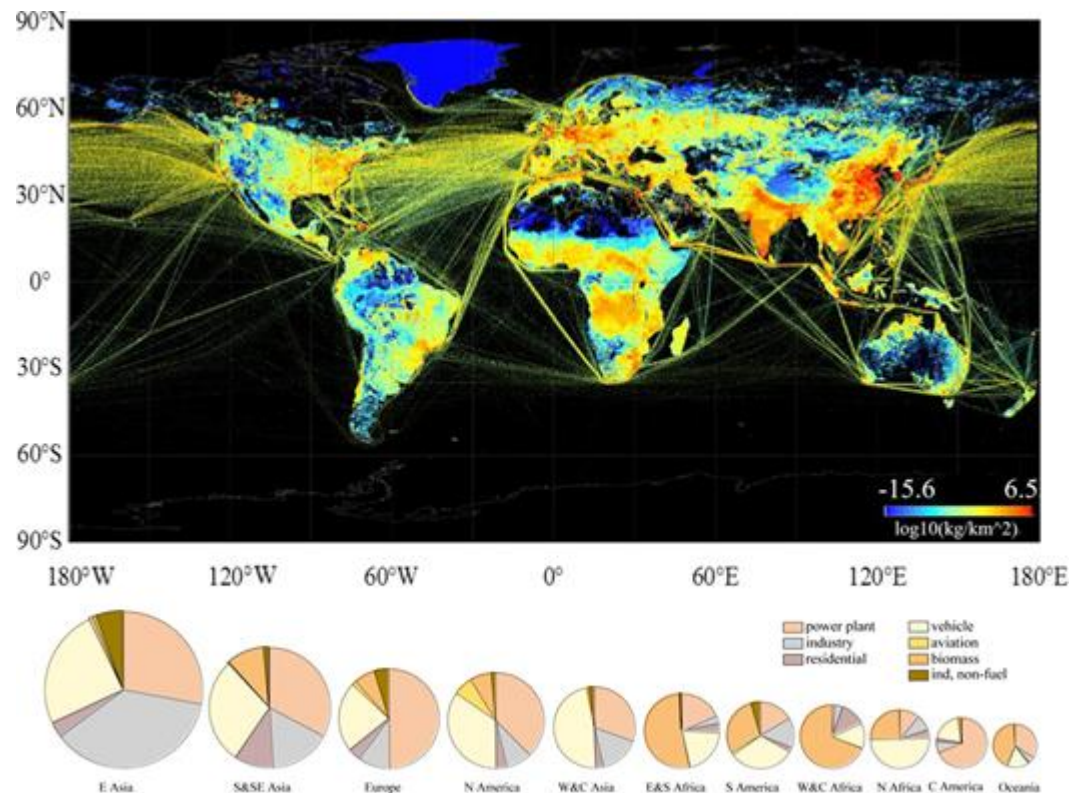 90°N
60°N
30°N
0°
30°S
60°S
90°S
-15.6 6.5
log10(kg/km^2)
180°W 120°W 60°W 0° 60°E 120°E 180°E
power plant vehicle
industry aviation
residential biomass
ind, non-fuel
E Asia S&SE Asia Europe N America W&C Asia E&S Africa S America W&C Africa N Africa C America Oceania